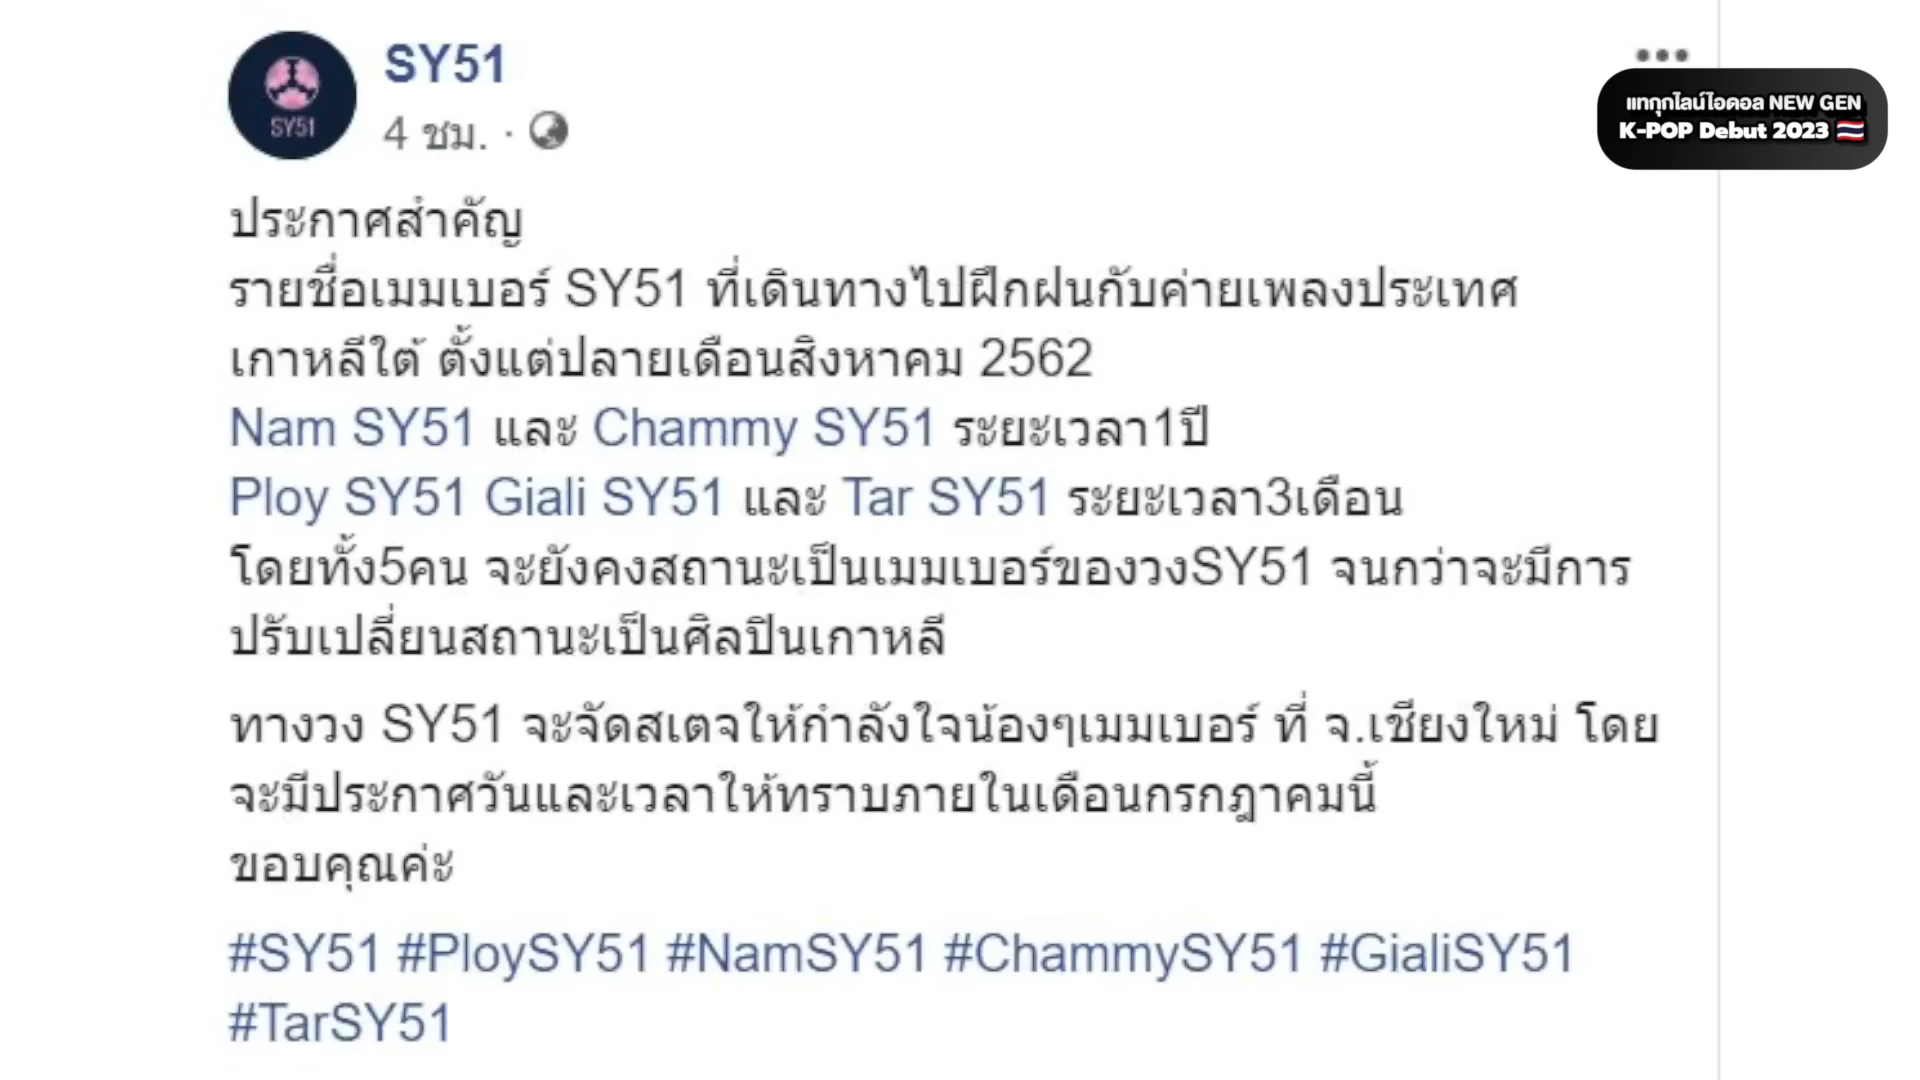 SY51
SY51
4 ชม. ·
แทกทุกไลน์ไอดอล NEW GEN
K-POP Debut 2023
ประกาศสำคัญ
รายชื่อเมมเบอร์ SY51 ที่เดินทางไปฝึกฝนกับค่ายเพลงประเทศ
เกาหลีใต้ ตั้งแต่ปลายเดือนสิงหาคม 2562
Nam SY51 และ Chammy SY51 ระยะเวลา1ปี
Ploy SY51 Giali SY51 และ Tar SY51 ระยะเวลา3เดือน
โดยทั้ง5คน จะยังคงสถานะเป็นเมมเบอร์ของวงSY51 จนกว่าจะมีการ
ปรับเปลี่ยนสถานะเป็นศิลปินเกาหลี
ทางวง SY51 จะจัดสเตจให้กำลังใจน้องๆเมมเบอร์ ที่ จ.เชียงใหม่ โดย
จะมีประกาศวันและเวลาให้ทราบภายในเดือนกรกฎาคมนี้
ขอบคุณค่ะ
#SY51 #PloySY51 #NamSY51 #ChammySY51 #GialiSY51
#TarSY51